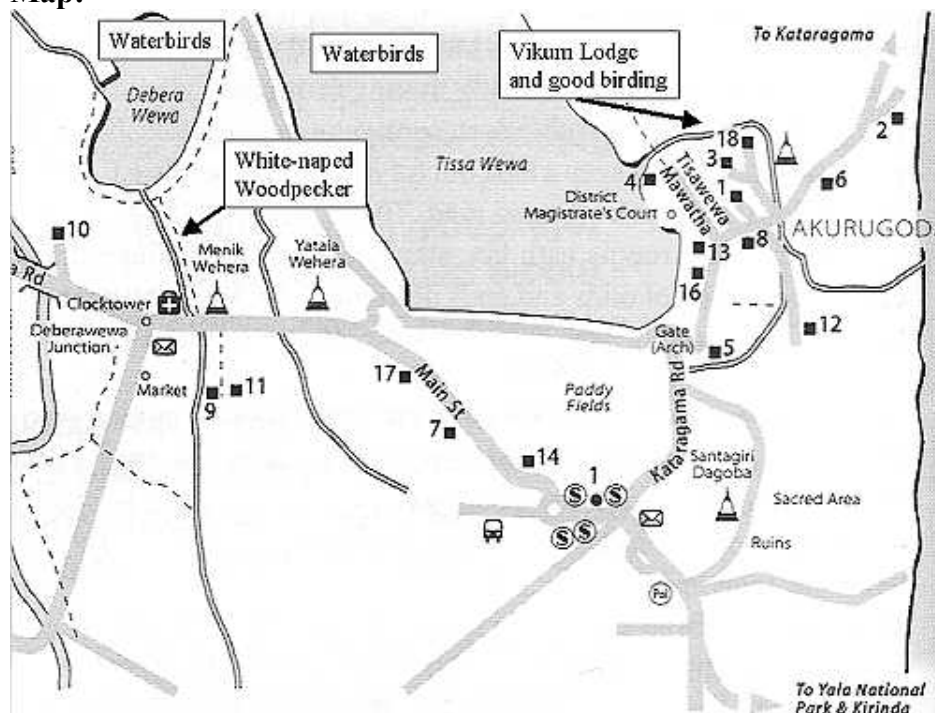 Map:
Waterbirds
Waterbirds
Vikum Lodge
and good birding
To Kataragama
Debera
Wewa
White-naped
Woodpecker
Tissa Wewa
Tisawewa
Mawatha
District
Magistrate's Court
AKURUGOD
18
3
1
4
2
6
8
13
16
12
5
10
a Rd
Menik
Wehera
Yatala
Wehera
Clocktower
Deberawewa
Junction
Market
9
11
17
Main St
7
14
1
$
$
$
$
Gate
(Arch)
Paddy
Fields
Kataragama Rd
Santagiri
Dagoba
Sacred Area
Ruins
Pol
To Yala National
Park & Kirinda